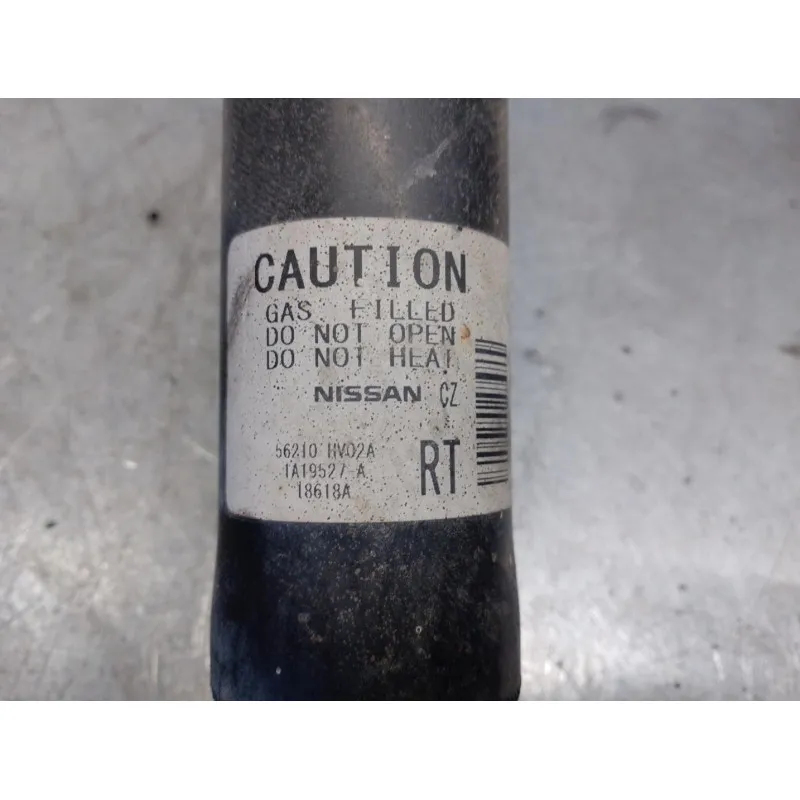 CAUTION
GAS FILLED
DO NOT OPEN
DO NOT HEAT
NISSAN CZ
56210 HV02A
1A19527 A
18618A
RT